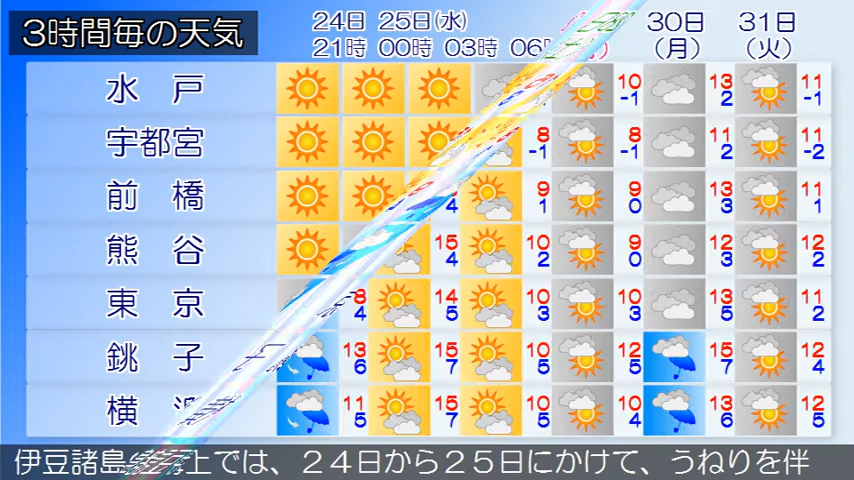 3時間毎の天気
24日 25日(水) 30日 31日
21時 00時 03時 (月) (火)
水戸 10 -1 13 2 11 -1
宇都宮 8 -1 8 -1 11 2 11 -2
前橋 4 9 1 9 0 13 3 11 1
熊谷 15 4 10 2 9 0 12 3 12 2
東京 8 4 14 5 10 3 10 3 13 5 11 2
銚子 13 6 15 7 10 5 12 5 15 7 12 4
横 11 5 15 7 10 5 10 4 13 6 12 5
伊豆諸島 上では、２４日から２５日にかけて、うねりを伴